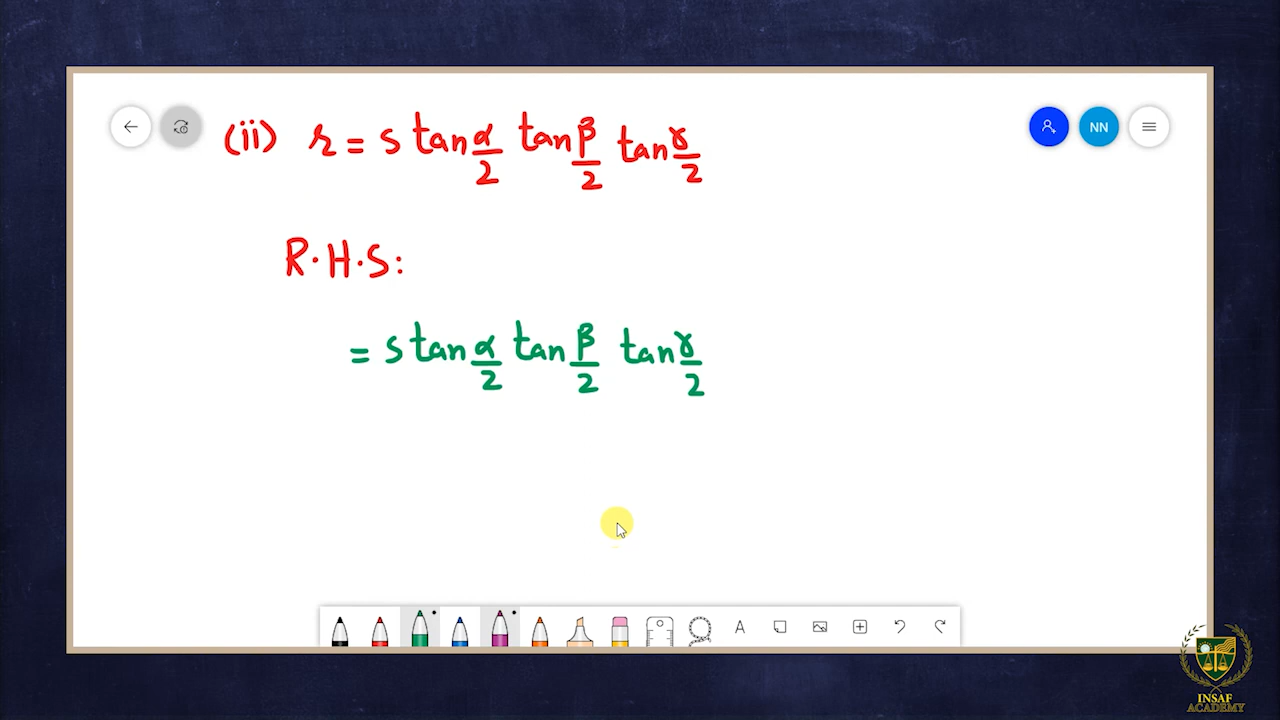 (ii) r = s tan α/2 tan β/2 tan γ/2
NN
R.H.S:
= s tan α/2 tan β/2 tan γ/2
A
INSAF
ACADEMY